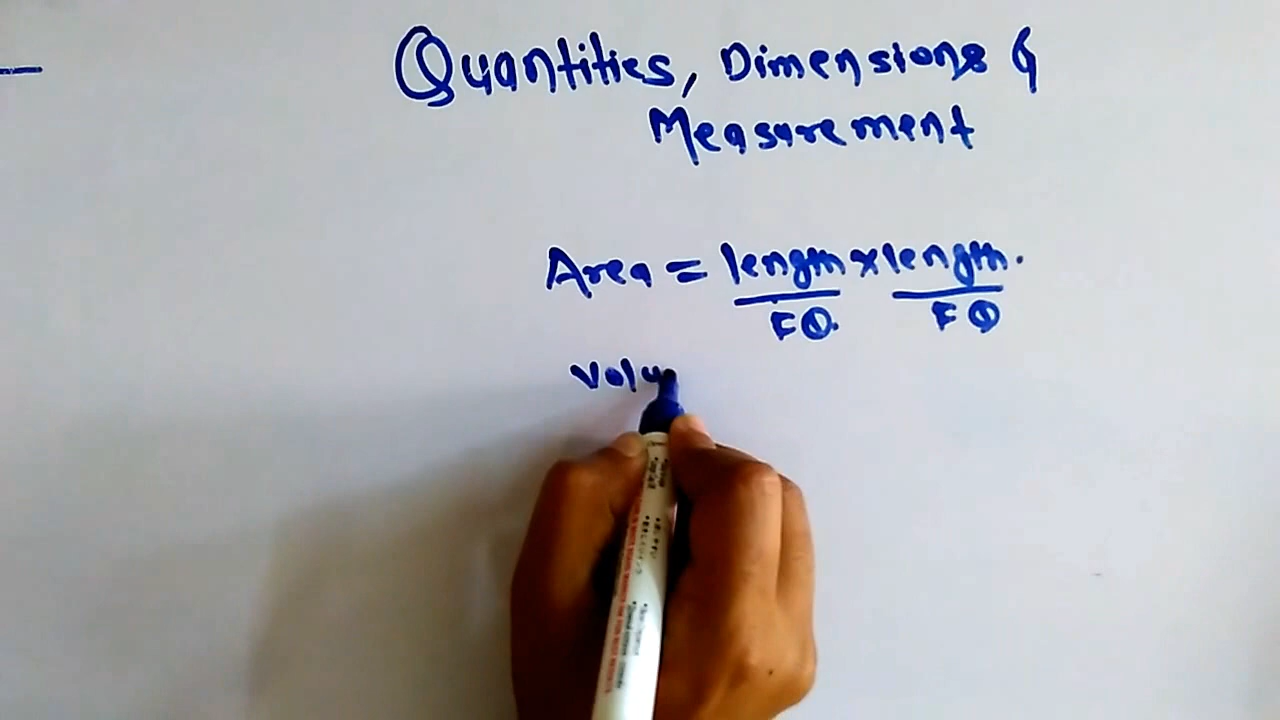 Quantities, Dimensions &
Measurement
Area = length x length.
FQ. FQ
Volu